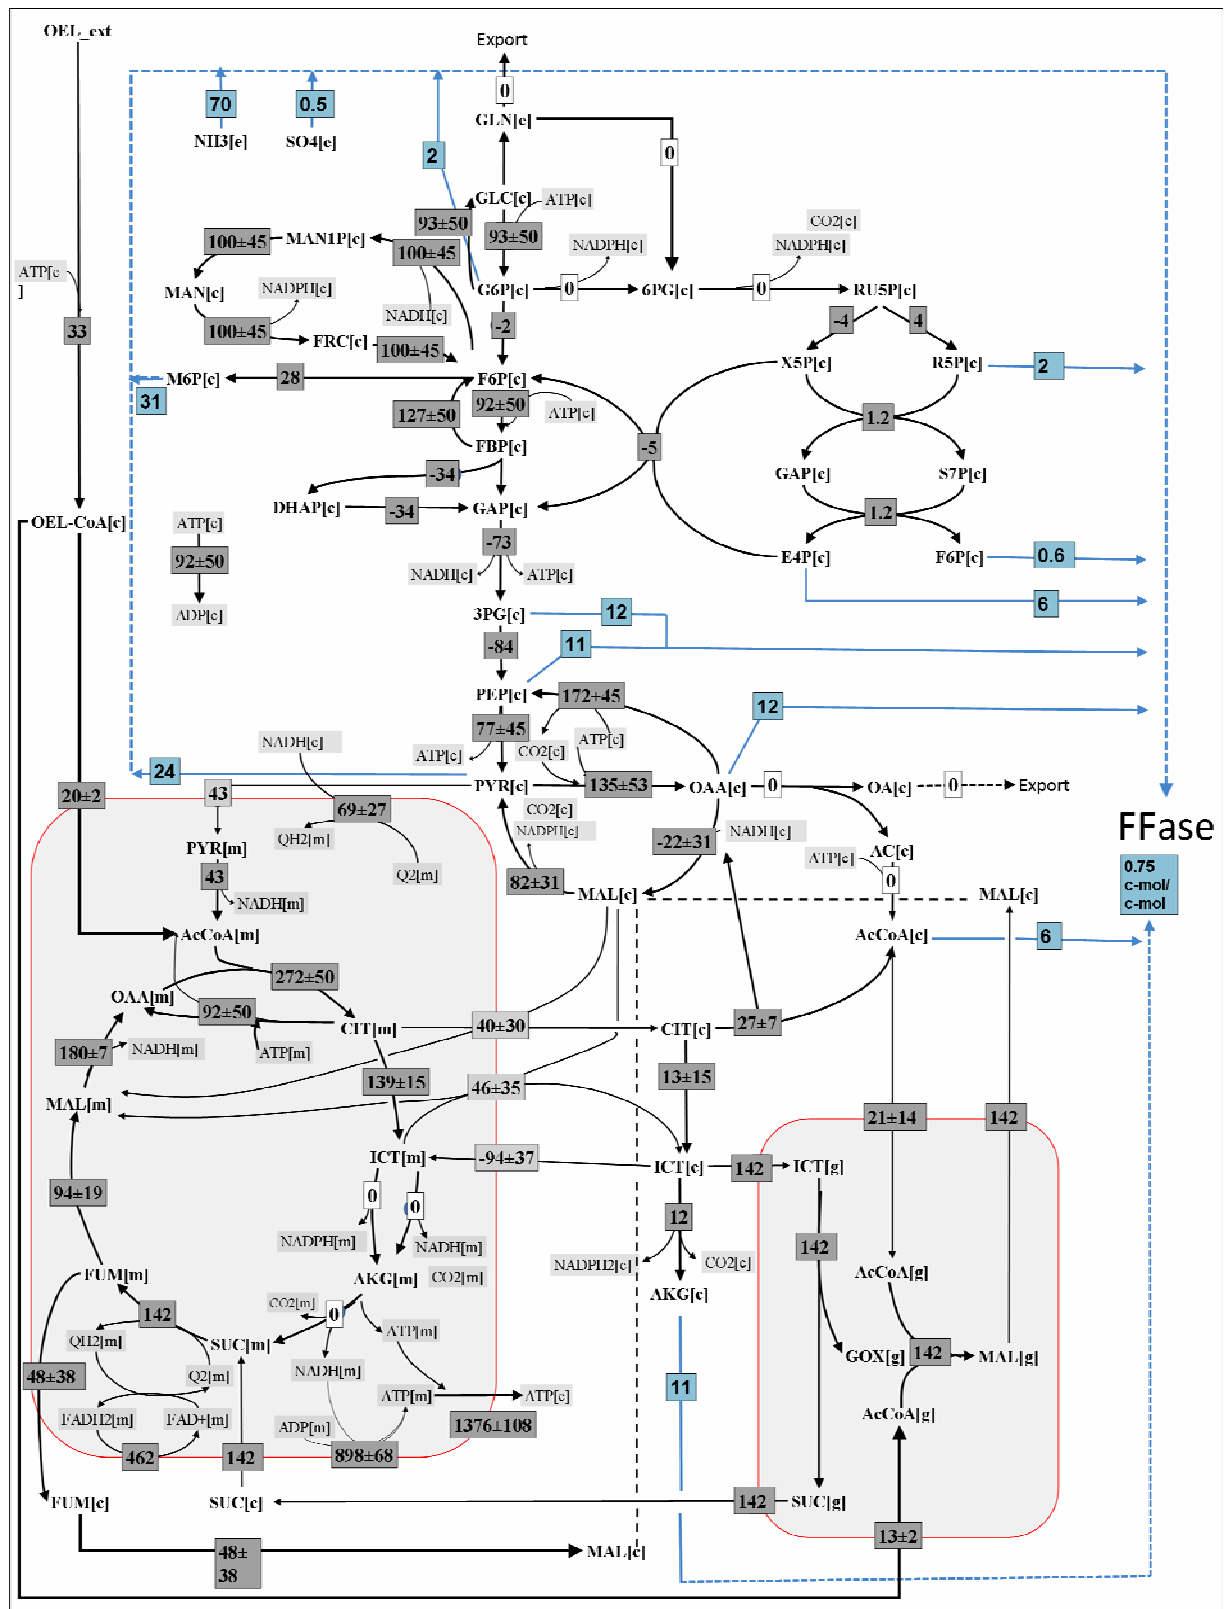 OEL_ext
Export
0
70
0.5
GLN[e]
NH3[e]
SO4[e]
2
0
GLC[c]
ATP[c]
93±50
93±50
CO2[c]
100±45
MAN1P[c]
100±45
NADPH[c]
NADPH[c]
ATP[c
]
MAN[c]
NADPH[c]
G6P[c]
0
6PG[c]
0
RU5P[c]
NADH[c]
33
100±45
FRC[c]
100±45
-2
-4
4
X5P[c]
R5P[c]
2
M6P[c]
28
F6P[c]
31
127±50
92±50
ATP[c]
1.2
FBP[c]
-5
-34
GAP[c]
S7P[c]
DHAP[c]
-34
GAP[c]
1.2
OEL-CoA[c]
ATP[c]
-73
92±50
NADH[c]
ATP[c]
E4P[c]
F6P[c]
0.6
ADP[c]
3PG[c]
12
6
-84
11
PEP[c]
172±45
12
77±45
NADH[c]
ATP[c]
CO2[c]
ATP[c]
24
PYR[c]
135±53
OAA[c]
0
OA[c]
0
Export
20±2
43
69±27
CO2[c]
NADPH[c]
-22±31
NADH[c]
FFase
QH2[m]
PYR[m]
Q2[m]
ATP[c]
AC[c]
43
82±31
0
0.75
c-mol/
c-mol
NADH[m]
MAL[c]
MAL[c]
AcCoA[m]
AcCoA[c]
6
272±50
OAA[m]
92±50
CIT[m]
40±30
CIT[c]
27±7
180±7
NADH[m]
ATP[m]
139±15
46±35
13±15
MAL[m]
21±14
142
ICT[m]
-94±37
ICT[c]
142
ICT[g]
94±19
0
0
12
NADPH[m]
NADH[m]
NADPH2[c]
CO2[c]
142
FUM[m]
AKG[m]
CO2[m]
AKG[c]
AcCoA[g]
142
CO2[m]
0
QH2[m]
SUC[m]
ATP[m]
GOX[g]
142
MAL[g]
48±38
Q2[m]
NADH[m]
ATP[m]
ATP[c]
11
FADH2[m]
FAD+[m]
ADP[m]
1376±108
AcCoA[g]
462
142
898±68
FUM[c]
SUC[c]
142
SUC[g]
13±2
48±
38
MAL[c]